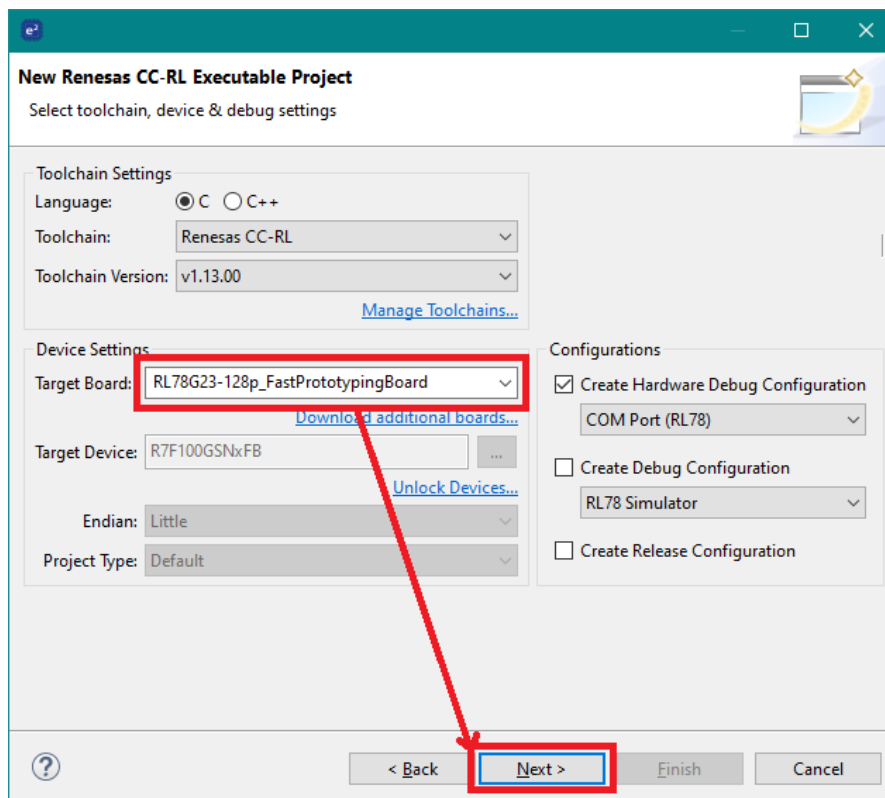 e²
New Renesas CC-RL Executable Project
Select toolchain, device & debug settings
Toolchain Settings
Language: C C++
Toolchain: Renesas CC-RL
Toolchain Version: v1.13.00
Manage Toolchains...
Device Settings
Target Board: RL78G23-128p_FastPrototypingBoard
Download additional boards...
Target Device: R7F100GSNxFB ...
Unlock Devices...
Endian: Little
Project Type: Default
Configurations
Create Hardware Debug Configuration
COM Port (RL78)
Create Debug Configuration
RL78 Simulator
Create Release Configuration
? < Back Next > Finish Cancel